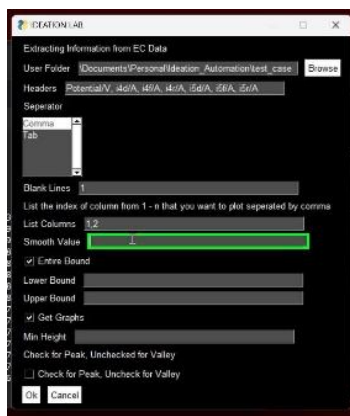 IDEATION LAB
Extracting Information from EC Data
User Folder \Documents\Personal\Ideation_Automation\test_case Browse
Headers Potential/V, i4d/A, i4f/A, i4r/A, i5d/A, i5f/A, i5r/A
Seperator
Comma
Tab
Blank Lines 1
List the index of column from 1 - n that you want to plot seperated by comma
List Columns 1,2
Smooth Value
Entire Bound
Lower Bound
Upper Bound
Get Graphs
Min Height
Check for Peak, Unchecked for Valley
Check for Peak, Uncheck for Valley
Ok Cancel